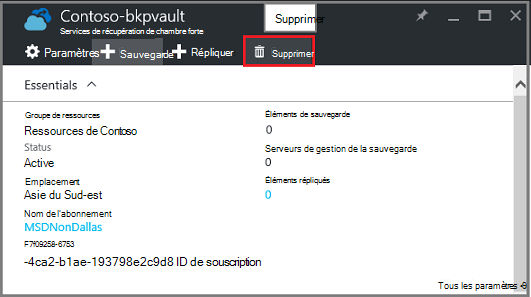 Contoso-bkpvault
Services de récupération de chambre forte
Supprimer
Paramètres Sauvegarde Répliquer Supprimer
Essentials
Groupe de ressources
Ressources de Contoso
Status
Active
Emplacement
Asie du Sud-est
Nom de l'abonnement
MSDNonDallas
F7f09258-6753
-4ca2-b1ae-193798e2c9d8 ID de souscription
Éléments de sauvegarde
0
Serveurs de gestion de la sauvegarde
0
Éléments répliqués
0
Tous les paramètres